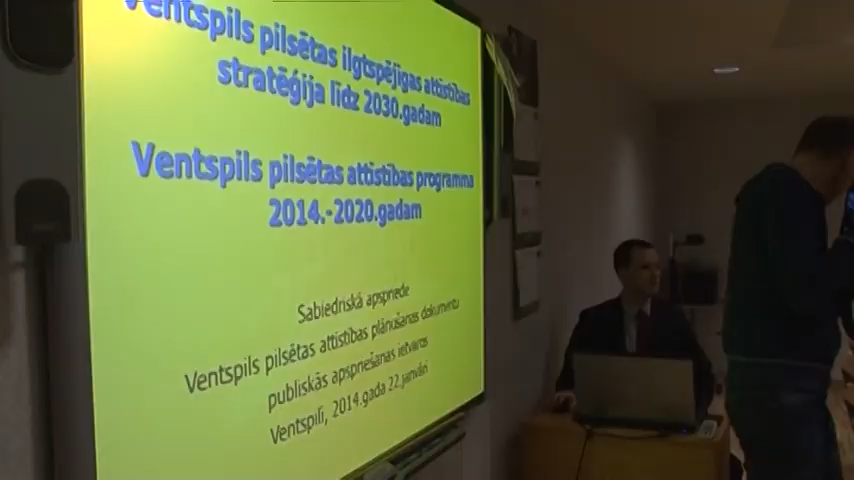 Ventspils pilsētas ilgtspējīgas attīstības
stratēģija līdz 2030.gadam
Ventspils pilsētas attīstības programma
2014.-2020.gadam
Sabiedriskā apspriede
Ventspils pilsētas attīstības plānošanas dokumentu
publiskās apspriešanas ietvaros
Ventspilī, 2014.gada 22.janvārī